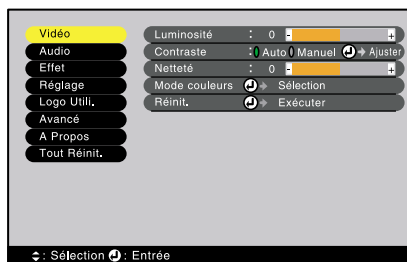 Vidéo
Audio
Effet
Réglage
Logo Utili.
Avancé
A Propos
Tout Réinit.
Luminosité : 0 - +
Contraste : Auto Manuel Ajuster
Netteté : 0 - +
Mode couleurs Sélection
Réinit. Exécuter
: Sélection : Entrée